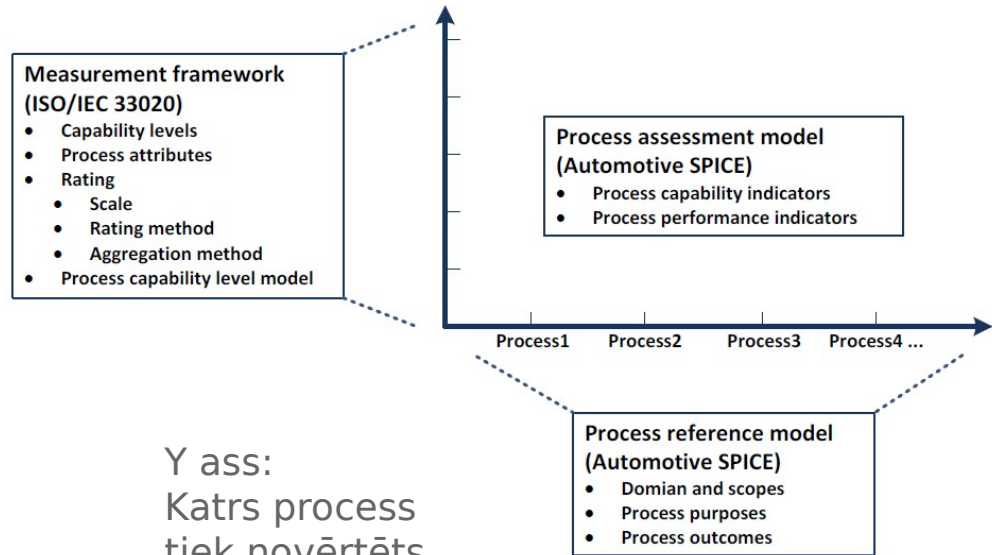 Measurement framework
(ISO/IEC 33020)
• Capability levels
• Process attributes
• Rating
• Scale
• Rating method
• Aggregation method
• Process capability level model
Process assessment model
(Automotive SPICE)
• Process capability indicators
• Process performance indicators
Process1 Process2 Process3 Process4 ...
Process reference model
(Automotive SPICE)
• Domian and scopes
• Process purposes
• Process outcomes
Y ass:
Katrs process
tiek novērtēts